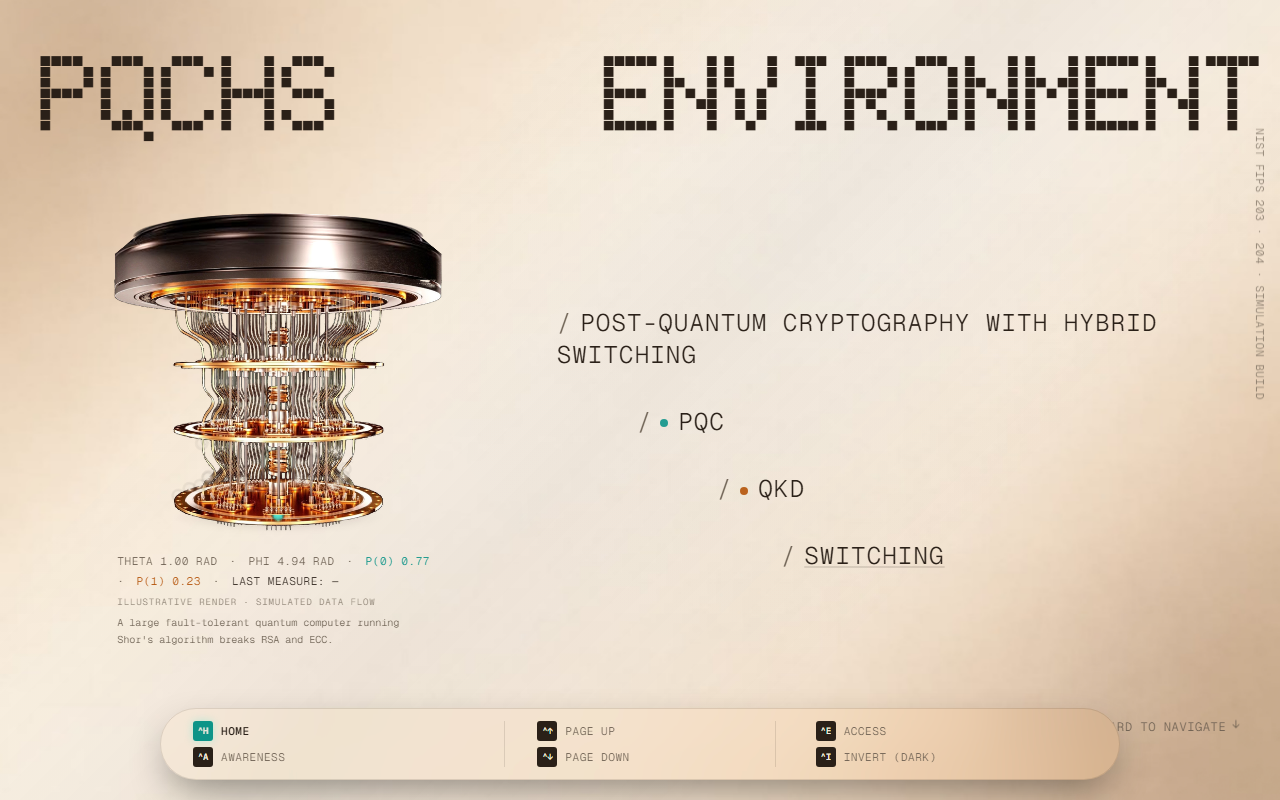 PQCHS ENVIRONMENT
NIST FIPS 203 · 204 · SIMULATION BUILD
/ POST-QUANTUM CRYPTOGRAPHY WITH HYBRID
SWITCHING
/ • PQC
/ • QKD
/ SWITCHING
THETA 1.00 RAD · PHI 4.94 RAD · P(0) 0.77
· P(1) 0.23 · LAST MEASURE: —
ILLUSTRATIVE RENDER · SIMULATED DATA FLOW
A large fault-tolerant quantum computer running
Shor's algorithm breaks RSA and ECC.
^H HOME
^A AWARENESS
^↑ PAGE UP
^↓ PAGE DOWN
^E ACCESS
^I INVERT (DARK)
TO NAVIGATE ↓